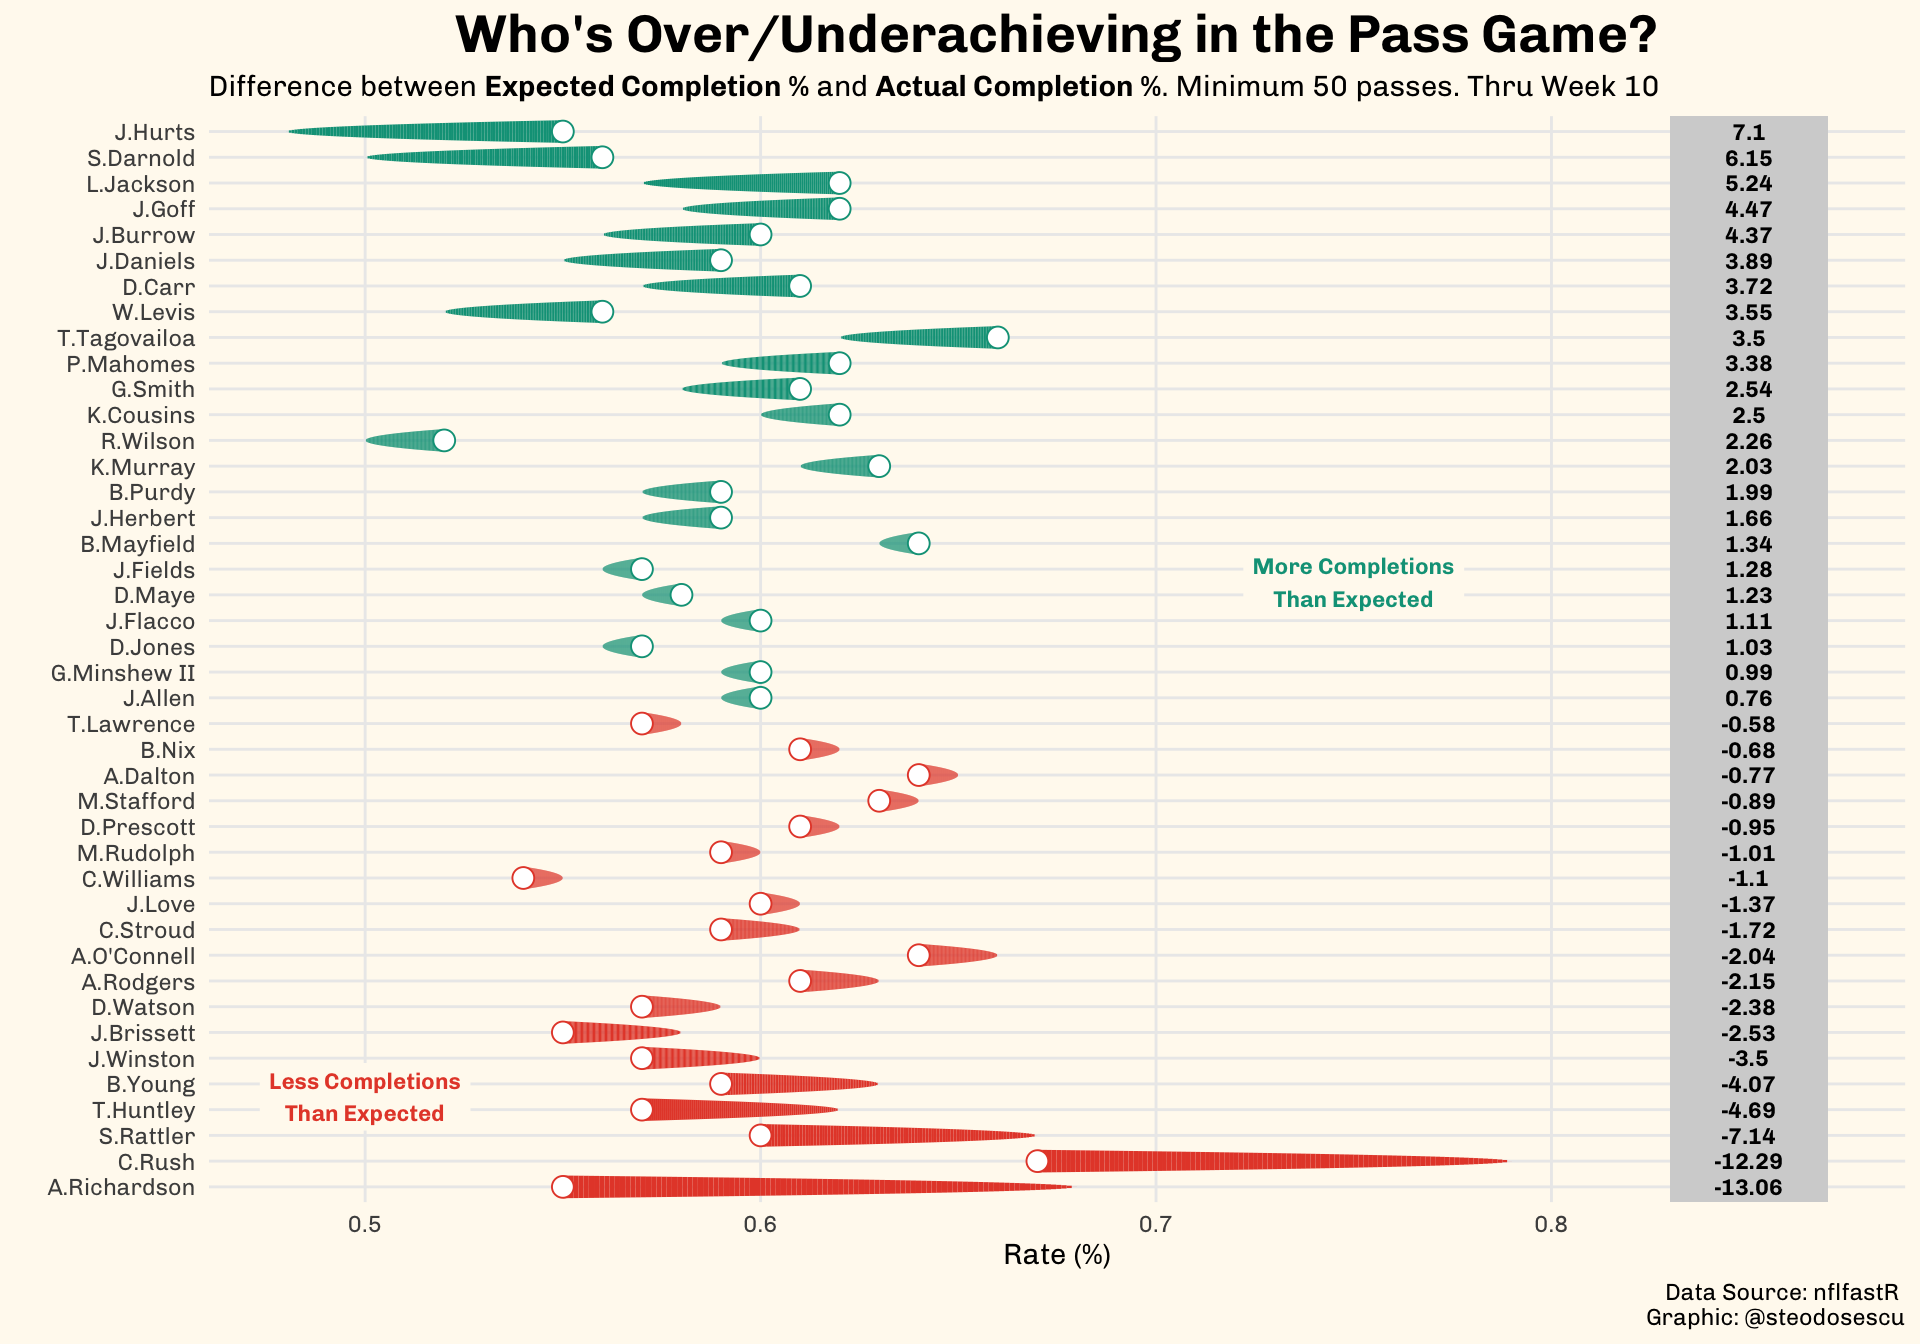 Who's Over/Underachieving in the Pass Game?
Difference between Expected Completion % and Actual Completion %. Minimum 50 passes. Thru Week 10
J.Hurts 7.1
S.Darnold 6.15
L.Jackson 5.24
J.Goff 4.47
J.Burrow 4.37
J.Daniels 3.89
D.Carr 3.72
W.Levis 3.55
T.Tagovailoa 3.5
P.Mahomes 3.38
G.Smith 2.54
K.Cousins 2.5
R.Wilson 2.26
K.Murray 2.03
B.Purdy 1.99
J.Herbert 1.66
B.Mayfield 1.34
J.Fields 1.28
D.Maye 1.23
J.Flacco 1.11
D.Jones 1.03
G.Minshew II 0.99
J.Allen 0.76
T.Lawrence -0.58
B.Nix -0.68
A.Dalton -0.77
M.Stafford -0.89
D.Prescott -0.95
M.Rudolph -1.01
C.Williams -1.1
J.Love -1.37
C.Stroud -1.72
A.O'Connell -2.04
A.Rodgers -2.15
D.Watson -2.38
J.Brissett -2.53
J.Winston -3.5
B.Young -4.07
T.Huntley -4.69
S.Rattler -7.14
C.Rush -12.29
A.Richardson -13.06
More Completions
Than Expected
Less Completions
Than Expected
0.5 0.6 0.7 0.8
Rate (%)
Data Source: nflfastR
Graphic: @steodosescu